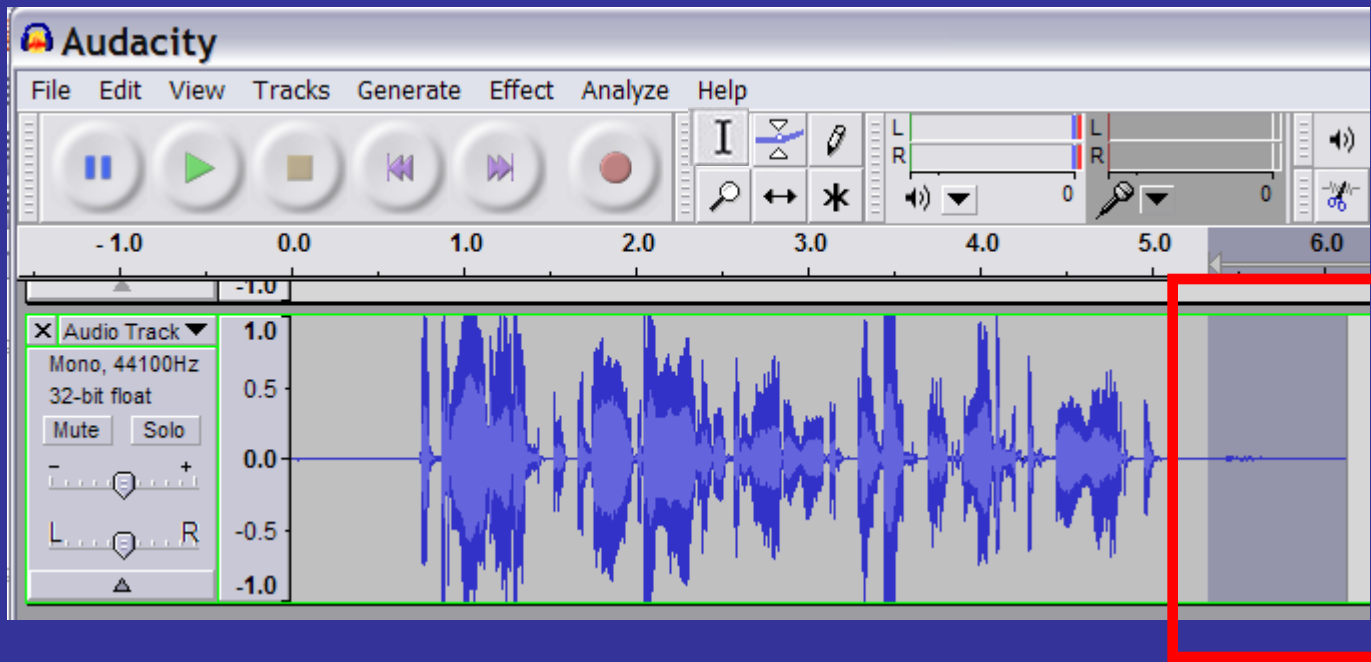 Audacity
File Edit View Tracks Generate Effect Analyze Help
L
R
0
L
R
0
- 1.0 0.0 1.0 2.0 3.0 4.0 5.0 6.0
-1.0
X Audio Track
Mono, 44100Hz
32-bit float
Mute Solo
- +
L R
1.0
0.5
0.0
-0.5
-1.0